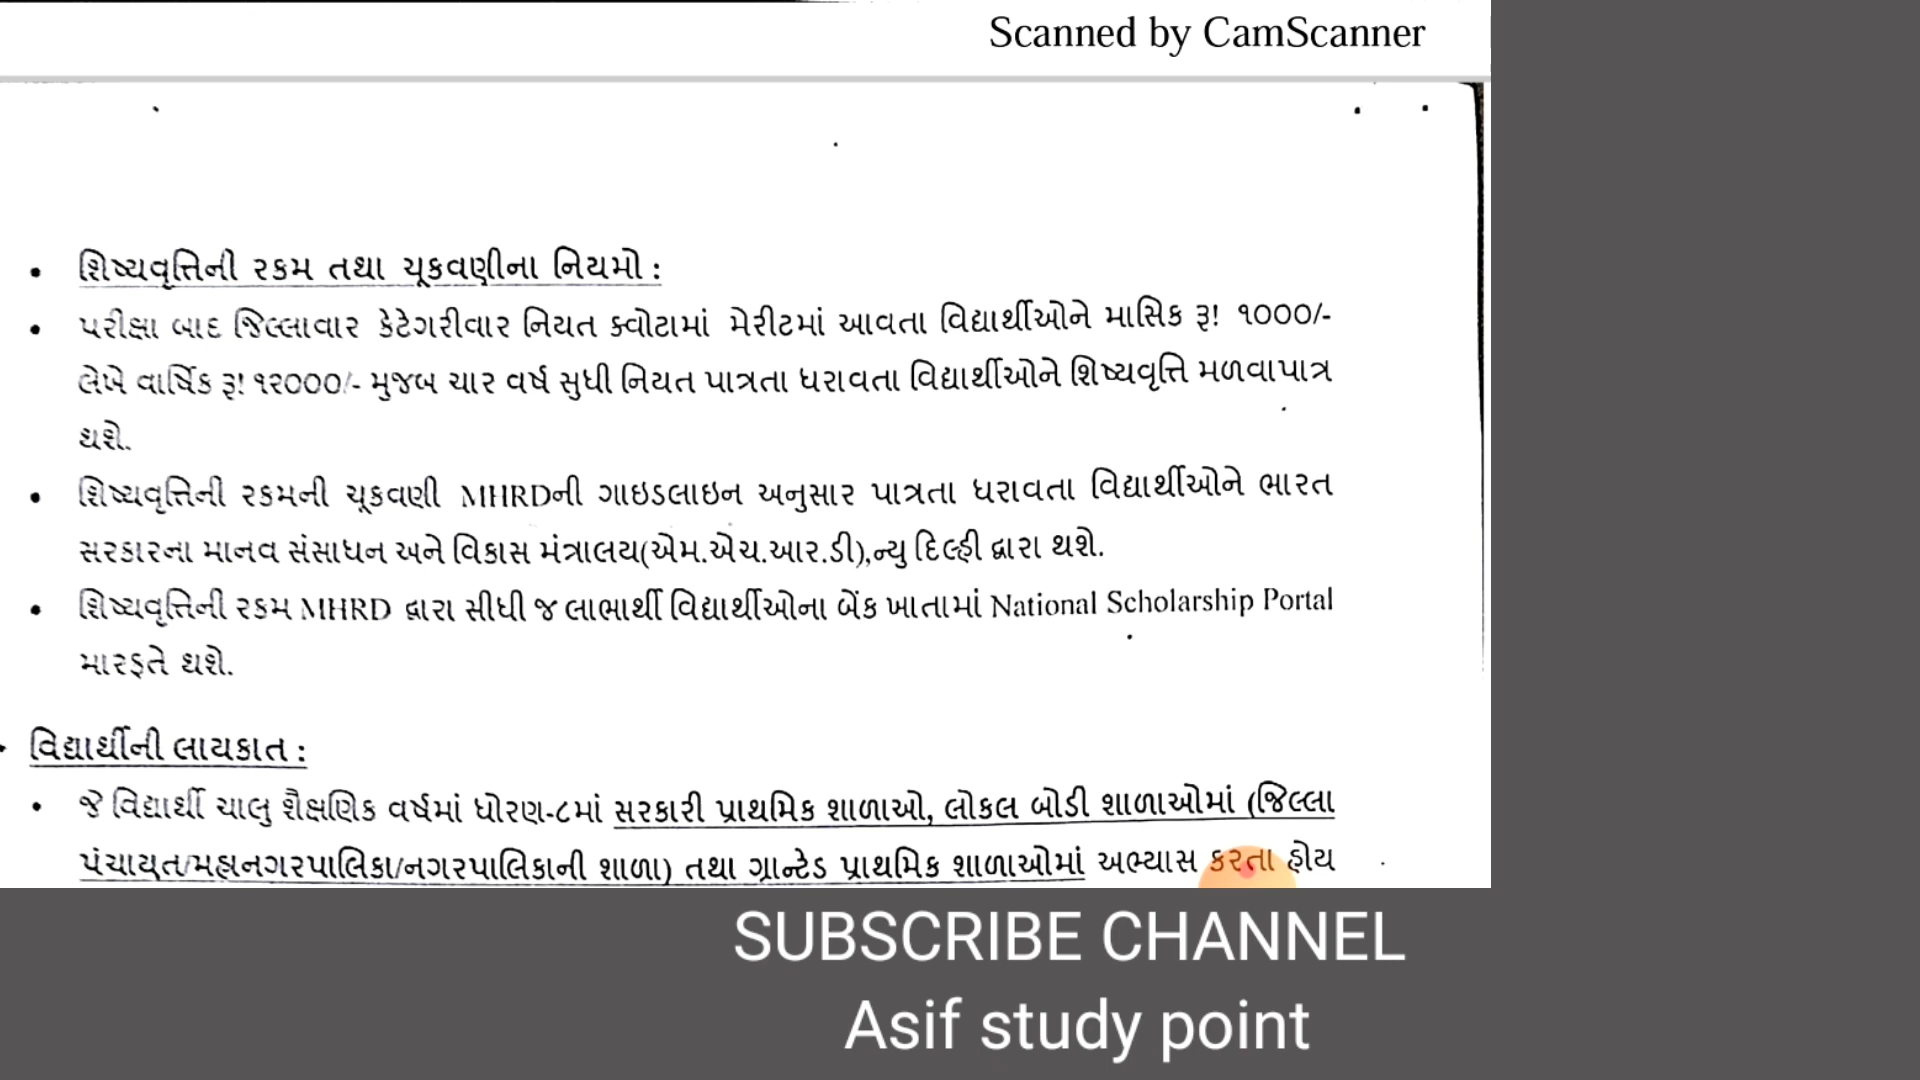 Scanned by CamScanner
• શિષ્યવૃત્તિની રકમ તથા ચૂકવણીના નિયમો :
• પરીક્ષા બાદ જિલ્લાવાર કેટેગરીવાર નિયત ક્વોટામાં મેરીટમાં આવતા વિદ્યાર્થીઓને માસિક રૂ! ૧૦૦૦/-
લેખે વાર્ષિક રૂ! ૧૨૦૦૦/- મુજબ ચાર વર્ષ સુધી નિયત પાત્રતા ધરાવતા વિદ્યાર્થીઓને શિષ્યવૃત્તિ મળવાપાત્ર
થશે.
• શિષ્યવૃત્તિની રકમની ચૂકવણી MHRDની ગાઇડલાઇન અનુસાર પાત્રતા ધરાવતા વિદ્યાર્થીઓને ભારત
સરકારના માનવ સંસાધન અને વિકાસ મંત્રાલય(એમ.એચ.આર.ડી),ન્યુ દિલ્હી દ્વારા થશે.
• શિષ્યવૃત્તિની રકમ MHRD દ્વારા સીધી જ લાભાર્થી વિદ્યાર્થીઓના બેંક ખાતામાં National Scholarship Portal
મારફતે થશે.
• વિદ્યાર્થીની લાયકાત :
• જે વિદ્યાર્થી ચાલુ શૈક્ષણિક વર્ષમાં ધોરણ-૮માં સરકારી પ્રાથમિક શાળાઓ, લોકલ બોડી શાળાઓમાં (જિલ્લા
પંચાયત/મહાનગરપાલિકા/નગરપાલિકાની શાળા) તથા ગ્રાન્ટેડ પ્રાથમિક શાળાઓમાં અભ્યાસ કરતા હોય
SUBSCRIBE CHANNEL
Asif study point